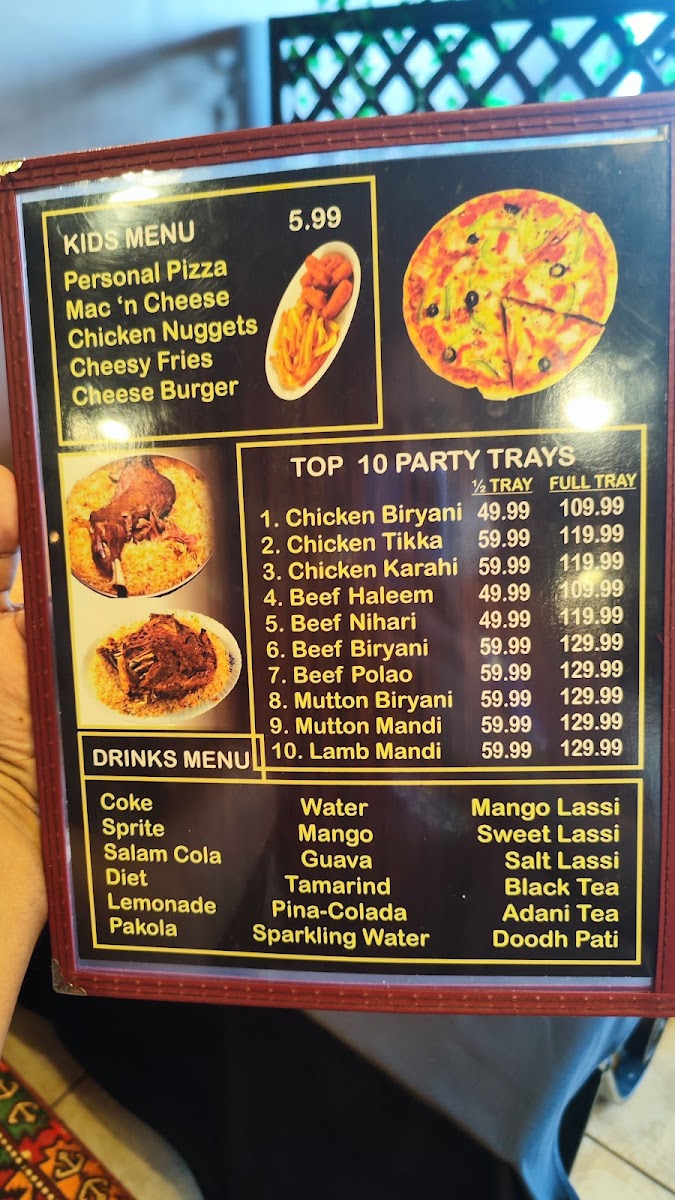 KIDS MENU 5.99
Personal Pizza
Mac ‘n Cheese
Chicken Nuggets
Cheesy Fries
Cheese Burger
TOP 10 PARTY TRAYS
½ TRAY FULL TRAY
1. Chicken Biryani 49.99 109.99
2. Chicken Tikka 59.99 119.99
3. Chicken Karahi 59.99 119.99
4. Beef Haleem 49.99 109.99
5. Beef Nihari 49.99 119.99
6. Beef Biryani 59.99 129.99
7. Beef Polao 59.99 129.99
8. Mutton Biryani 59.99 129.99
9. Mutton Mandi 59.99 129.99
10. Lamb Mandi 59.99 129.99
DRINKS MENU
Coke Water Mango Lassi
Sprite Mango Sweet Lassi
Salam Cola Guava Salt Lassi
Diet Tamarind Black Tea
Lemonade Pina-Colada Adani Tea
Pakola Sparkling Water Doodh Pati